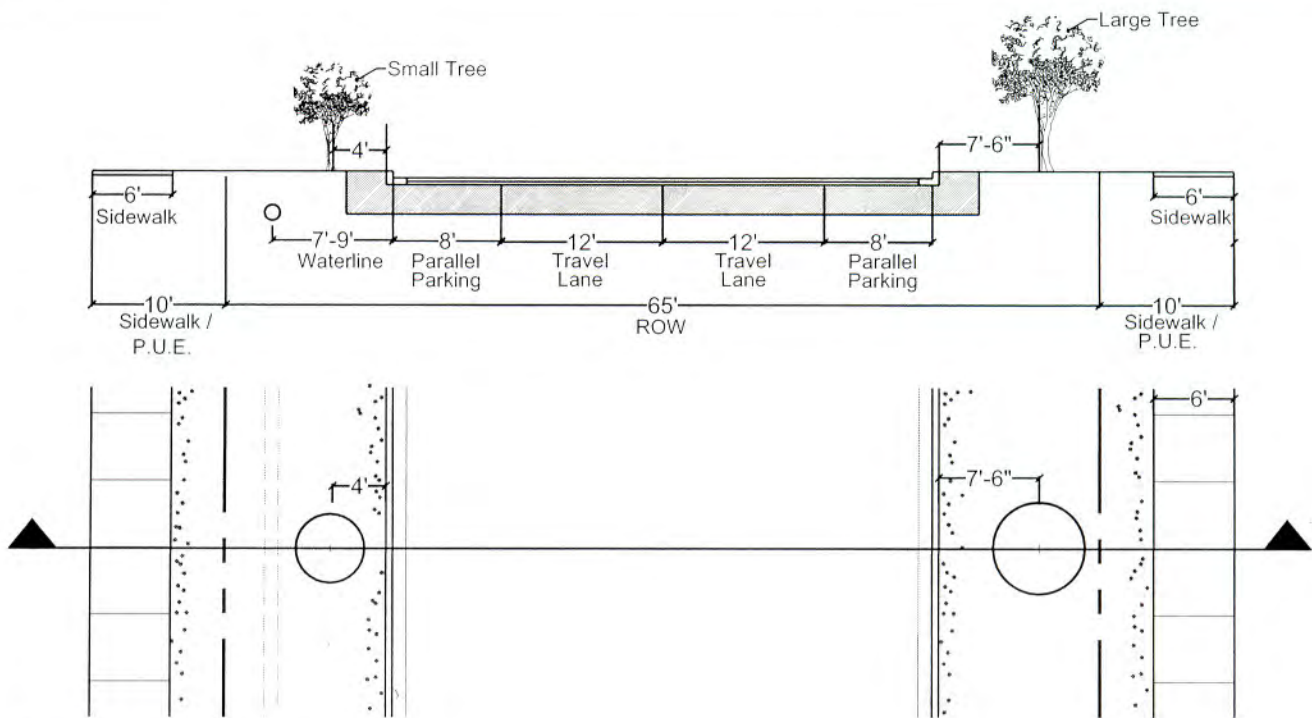 Large Tree
Small Tree
4'
7'-6"
6'
Sidewalk
6'
Sidewalk
7'-9'
Waterline
8'
Parallel
Parking
12'
Travel
Lane
12'
Travel
Lane
8'
Parallel
Parking
10'
Sidewalk /
P.U.E.
65'
ROW
10'
Sidewalk /
P.U.E.
6'
4'
7'-6"